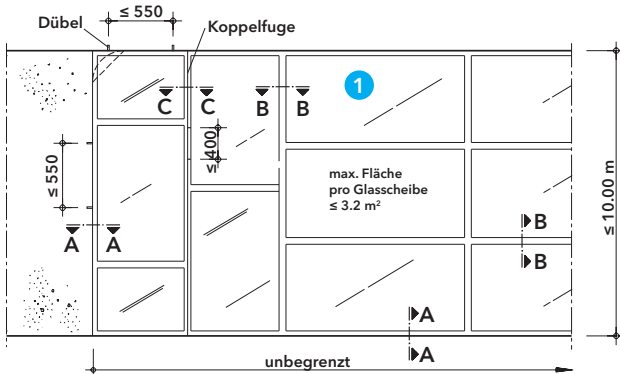 ≤ 550
Dübel
Koppelfuge
1
C C
B B
≤ 400
≤ 550
max. Fläche
pro Glasscheibe
≤ 3.2 m²
≤ 10.00 m
B
A A
B
A
A
unbegrenzt